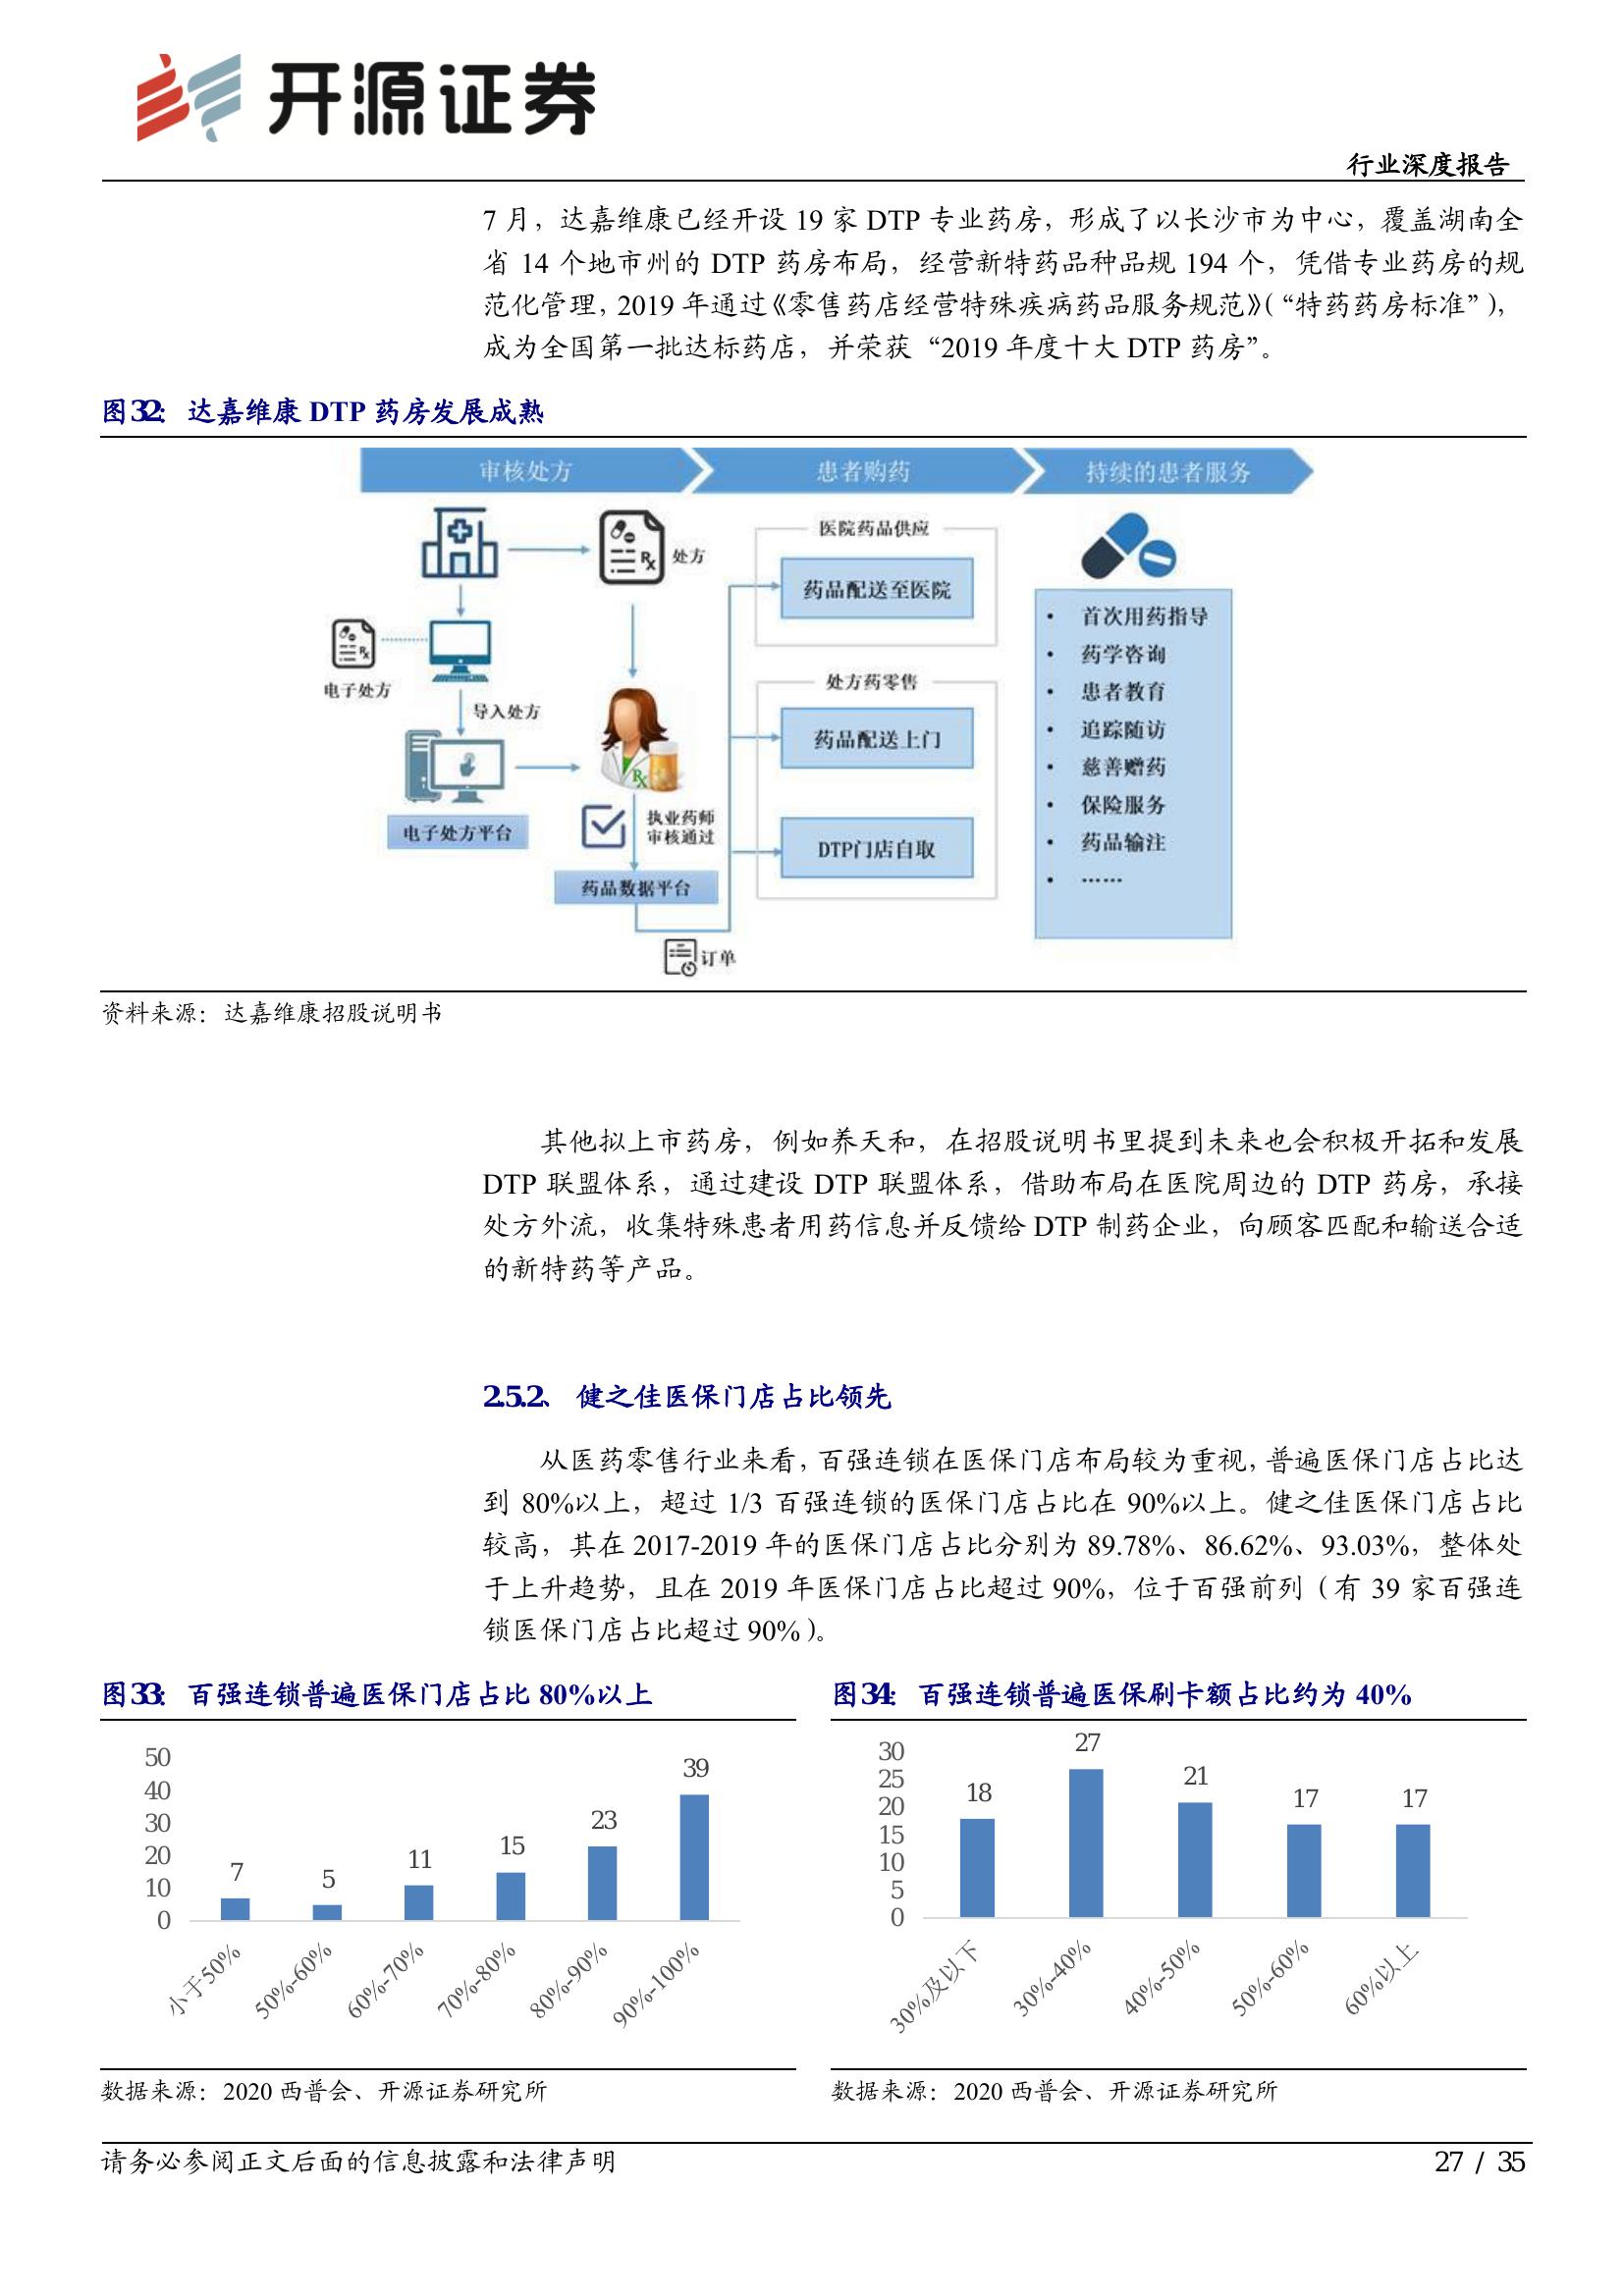 开源证券
行业深度报告
7 月，达嘉维康已经开设 19 家 DTP 专业药房，形成了以长沙市为中心，覆盖湖南全
省 14 个地市州的 DTP 药房布局，经营新特药品种品规 194 个，凭借专业药房的规
范化管理，2019 年通过《零售药店经营特殊疾病药品服务规范》（“特药药房标准”），
成为全国第一批达标药店，并荣获“2019 年度十大 DTP 药房”。
图32： 达嘉维康 DTP 药房发展成熟
审核处方
患者购药
持续的患者服务
处方
电子处方
导入处方
电子处方平台
执业药师
审核通过
药品数据平台
订单
医院药品供应
药品配送至医院
处方药零售
药品配送上门
DTP门店自取
• 首次用药指导
• 药学咨询
• 患者教育
• 追踪随访
• 慈善赠药
• 保险服务
• 药品输注
• ……
资料来源：达嘉维康招股说明书
其他拟上市药房，例如养天和，在招股说明书里提到未来也会积极开拓和发展
DTP 联盟体系，通过建设 DTP 联盟体系，借助布局在医院周边的 DTP 药房，承接
处方外流，收集特殊患者用药信息并反馈给 DTP 制药企业，向顾客匹配和输送合适
的新特药等产品。
2.5.2、 健之佳医保门店占比领先
从医药零售行业来看，百强连锁在医保门店布局较为重视，普遍医保门店占比达
到 80%以上，超过 1/3 百强连锁的医保门店占比在 90%以上。健之佳医保门店占比
较高，其在 2017-2019 年的医保门店占比分别为 89.78%、86.62%、93.03%，整体处
于上升趋势，且在 2019 年医保门店占比超过 90%，位于百强前列（有 39 家百强连
锁医保门店占比超过 90%）。
图33： 百强连锁普遍医保门店占比 80%以上
50
40
30
20
10
0
7
5
11
15
23
39
小于50%
50%-60%
60%-70%
70%-80%
80%-90%
90%-100%
数据来源：2020 西普会、开源证券研究所
图34： 百强连锁普遍医保刷卡额占比约为 40%
30
25
20
15
10
5
0
18
27
21
17
17
30%及以下
30%-40%
40%-50%
50%-60%
60%以上
数据来源：2020 西普会、开源证券研究所
请务必参阅正文后面的信息披露和法律声明
27 / 35